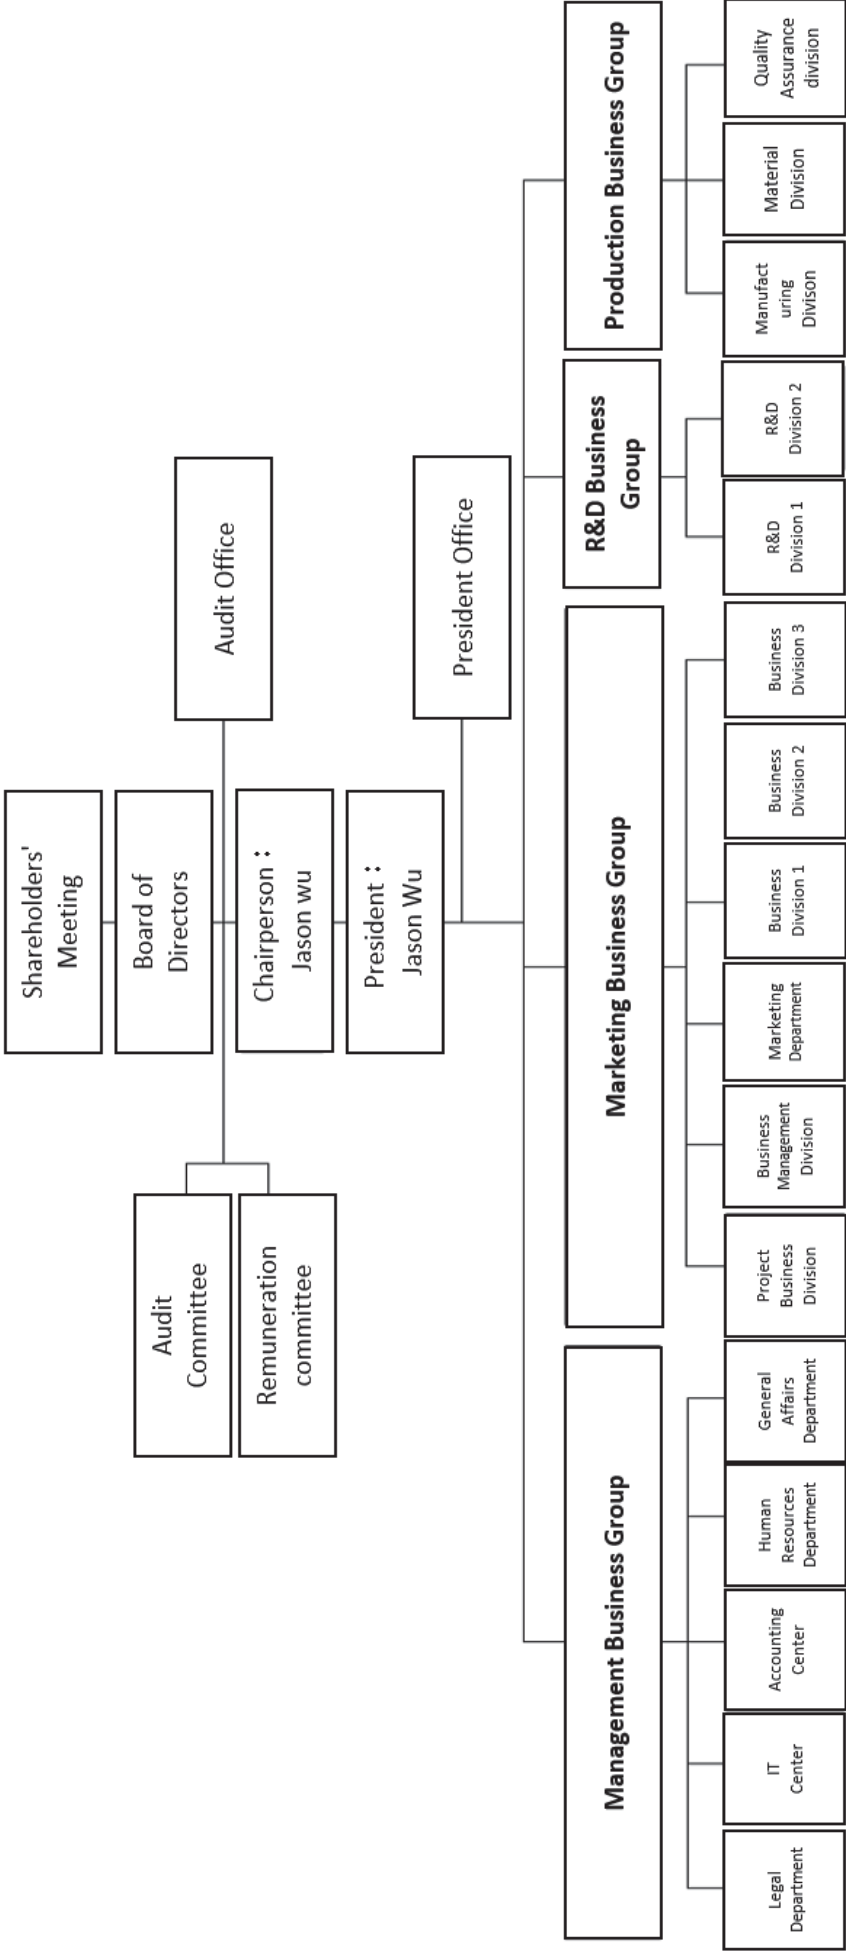 Shareholders'
Meeting
Board of
Directors
Audit Office
Audit
Committee
Remuneration
committee
Chairperson：
Jason wu
President：
Jason Wu
President Office
Management Business Group
Marketing Business Group
R&D Business
Group
Production Business Group
Legal
Department
IT
Center
Accounting
Center
Human
Resources
Department
General
Affairs
Department
Project
Business
Division
Business
Management
Division
Marketing
Department
Business
Division 1
Business
Division 2
Business
Division 3
R&D
Division 1
R&D
Division 2
Manufact
uring
Divison
Material
Division
Quality
Assurance
division